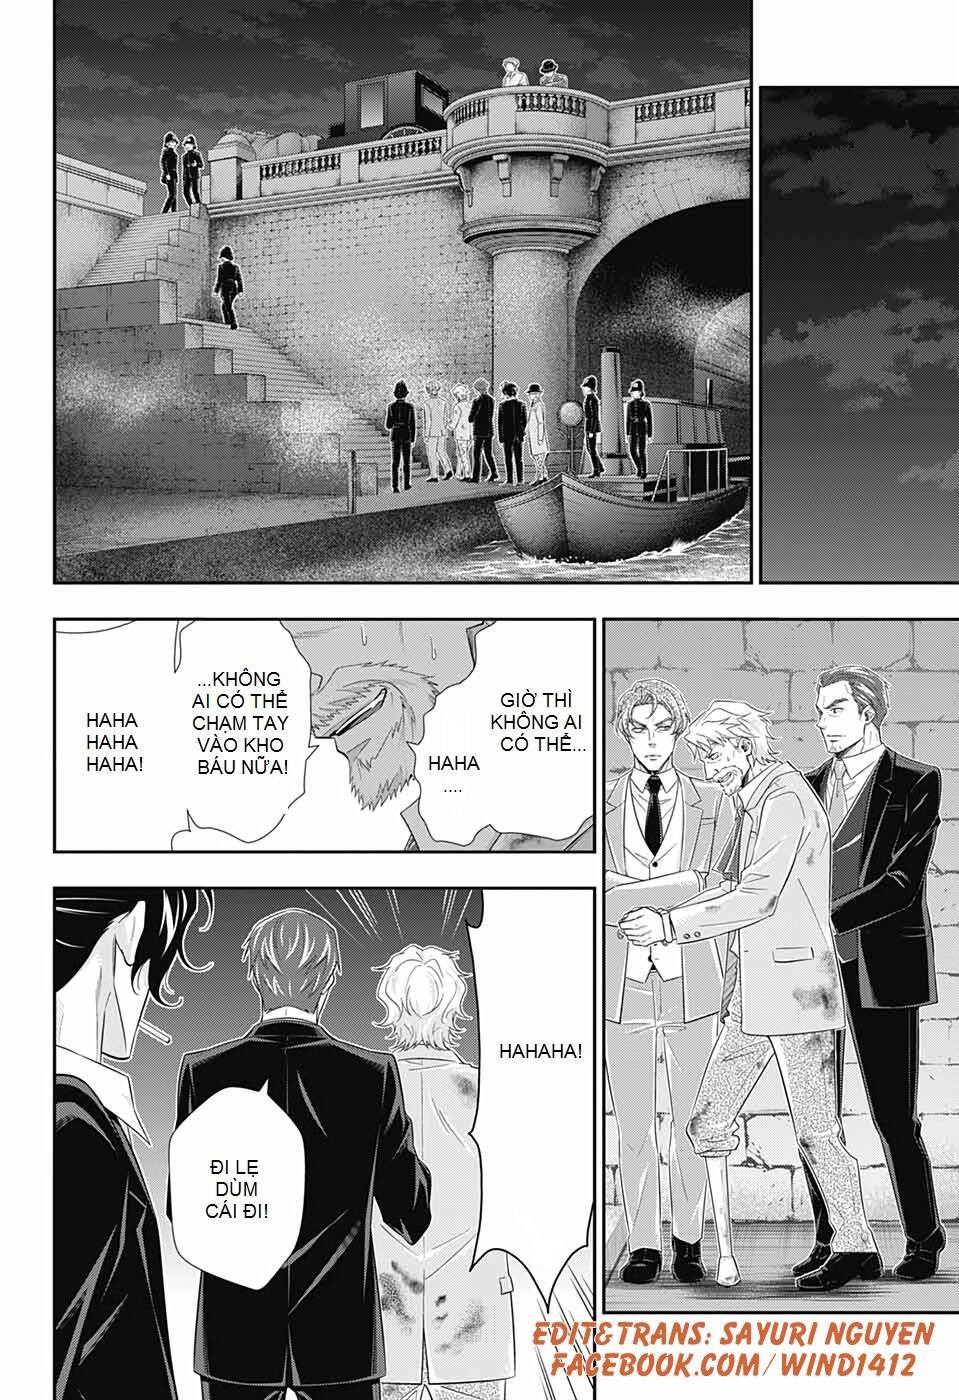 GIỜ THÌ
KHÔNG AI
CÓ THỂ...
HAHA
....
...KHÔNG
AI CÓ THỂ
CHẠM TAY
VÀO KHO
BÁU NỮA!
HAHA
HAHA
HAHA!
HAHAHA!
ĐI LẸ
DÙM
CÁI ĐI!
EDIT&TRANS: SAYURI NGUYEN
FACEBOOK.COM/WIND1412